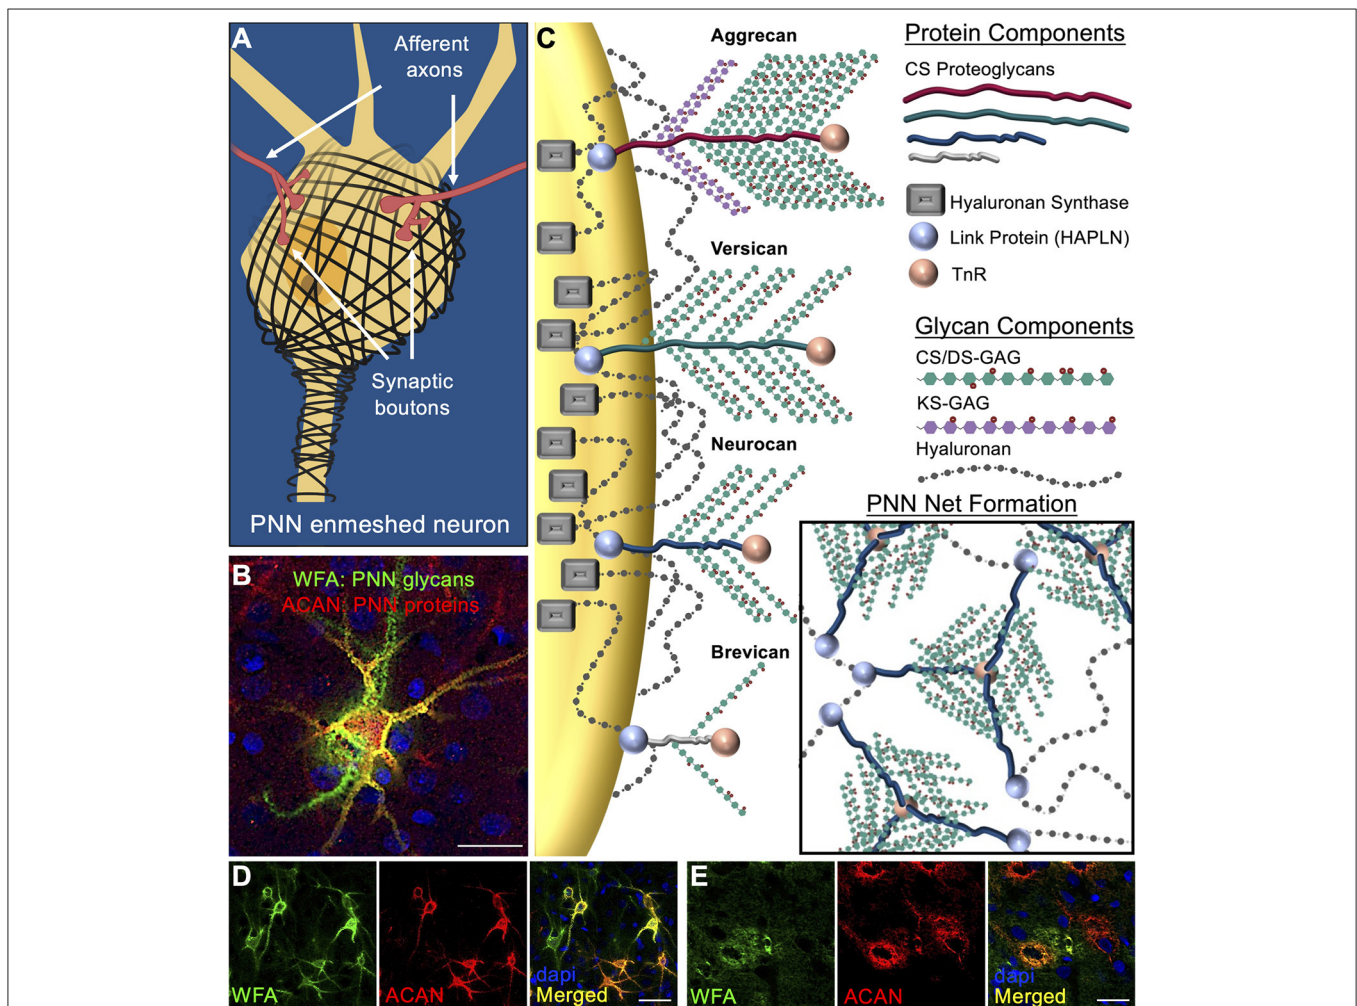 A
Afferent
axons
Synaptic
boutons
PNN enmeshed neuron
B
WFA: PNN glycans
ACAN: PNN proteins
C
Aggrecan
Versican
Neurocan
Brevican
Protein Components
CS Proteoglycans
Hyaluronan Synthase
Link Protein (HAPLN)
TnR
Glycan Components
CS/DS-GAG
KS-GAG
Hyaluronan
PNN Net Formation
D
WFA
ACAN
dapi
Merged
E
WFA
ACAN
dapi
Merged